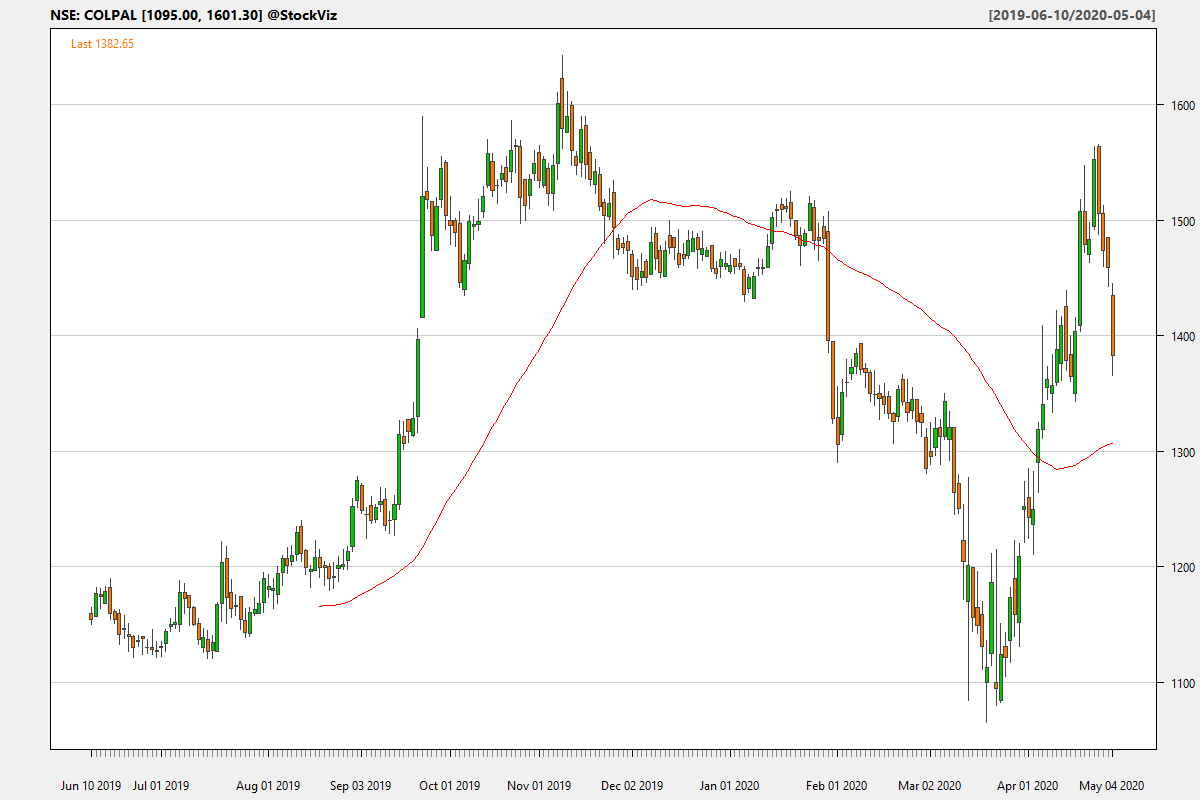 NSE: COLPAL [1095.00, 1601.30] @StockViz
[2019-06-10/2020-05-04]
Last 1382.65
1600
1500
1400
1300
1200
1100
Jun 10 2019 Jul 01 2019 Aug 01 2019 Sep 03 2019 Oct 01 2019 Nov 01 2019 Dec 02 2019 Jan 01 2020 Feb 01 2020 Mar 02 2020 Apr 01 2020 May 04 2020